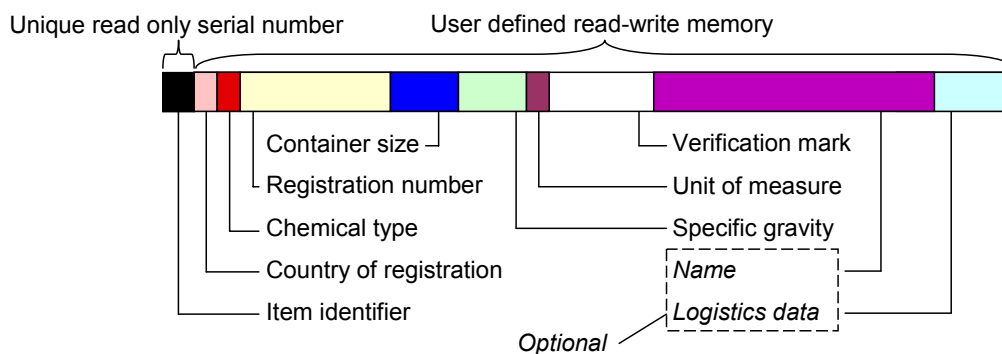 Unique read only serial number
User defined read-write memory
Container size
Verification mark
Registration number
Unit of measure
Chemical type
Specific gravity
Country of registration
Name
Item identifier
Logistics data
Optional